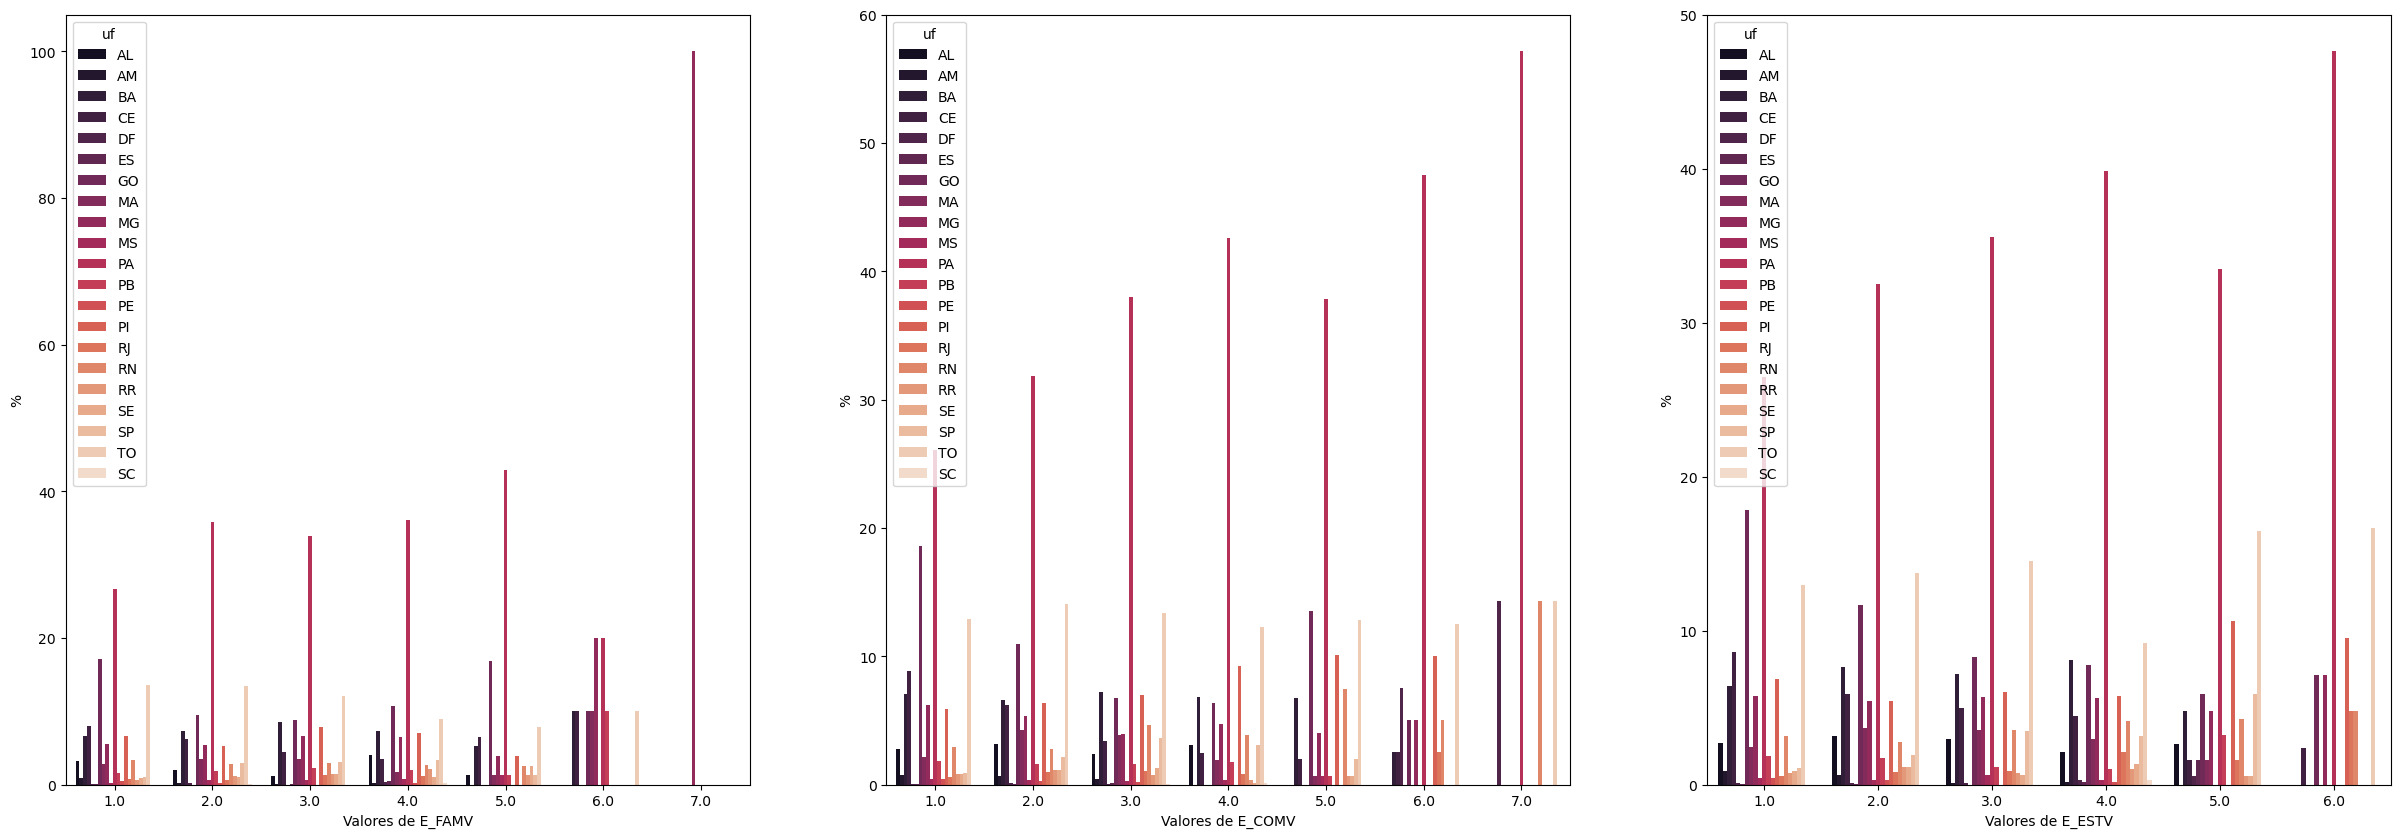 uf
AL
AM
BA
CE
DF
ES
GO
MA
MG
MS
PA
PB
PE
PI
RJ
RN
RR
SE
SP
TO
SC
100
80
60
40
20
0
%
1.0 2.0 3.0 4.0 5.0 6.0 7.0
Valores de E_FAMV
uf
AL
AM
BA
CE
DF
ES
GO
MA
MG
MS
PA
PB
PE
PI
RJ
RN
RR
SE
SP
TO
SC
60
50
40
30
20
10
0
%
1.0 2.0 3.0 4.0 5.0 6.0 7.0
Valores de E_COMV
uf
AL
AM
BA
CE
DF
ES
GO
MA
MG
MS
PA
PB
PE
PI
RJ
RN
RR
SE
SP
TO
SC
50
40
30
20
10
0
%
1.0 2.0 3.0 4.0 5.0 6.0
Valores de E_ESTV